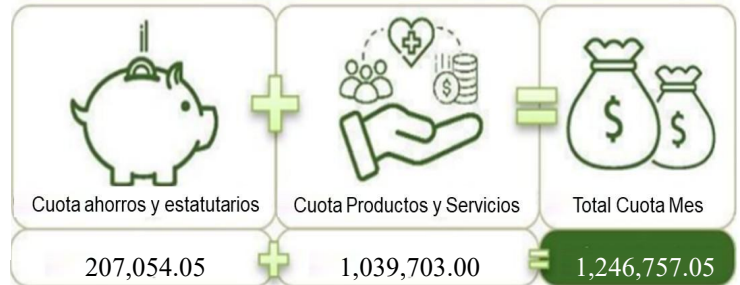 $
$ $
Cuota ahorros y estatutarios Cuota Productos y Servicios Total Cuota Mes
207,054.05 + 1,039,703.00 = 1,246,757.05